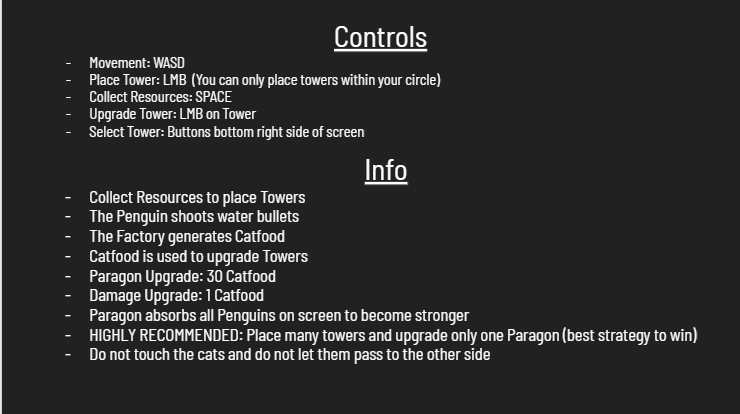 Controls
- Movement: WASD
- Place Tower: LMB (You can only place towers within your circle)
- Collect Resources: SPACE
- Upgrade Tower: LMB on Tower
- Select Tower: Buttons bottom right side of screen
Info
- Collect Resources to place Towers
- The Penguin shoots water bullets
- The Factory generates Catfood
- Catfood is used to upgrade Towers
- Paragon Upgrade: 30 Catfood
- Damage Upgrade: 1 Catfood
- Paragon absorbs all Penguins on screen to become stronger
- HIGHLY RECOMMENDED: Place many towers and upgrade only one Paragon (best strategy to win)
- Do not touch the cats and do not let them pass to the other side